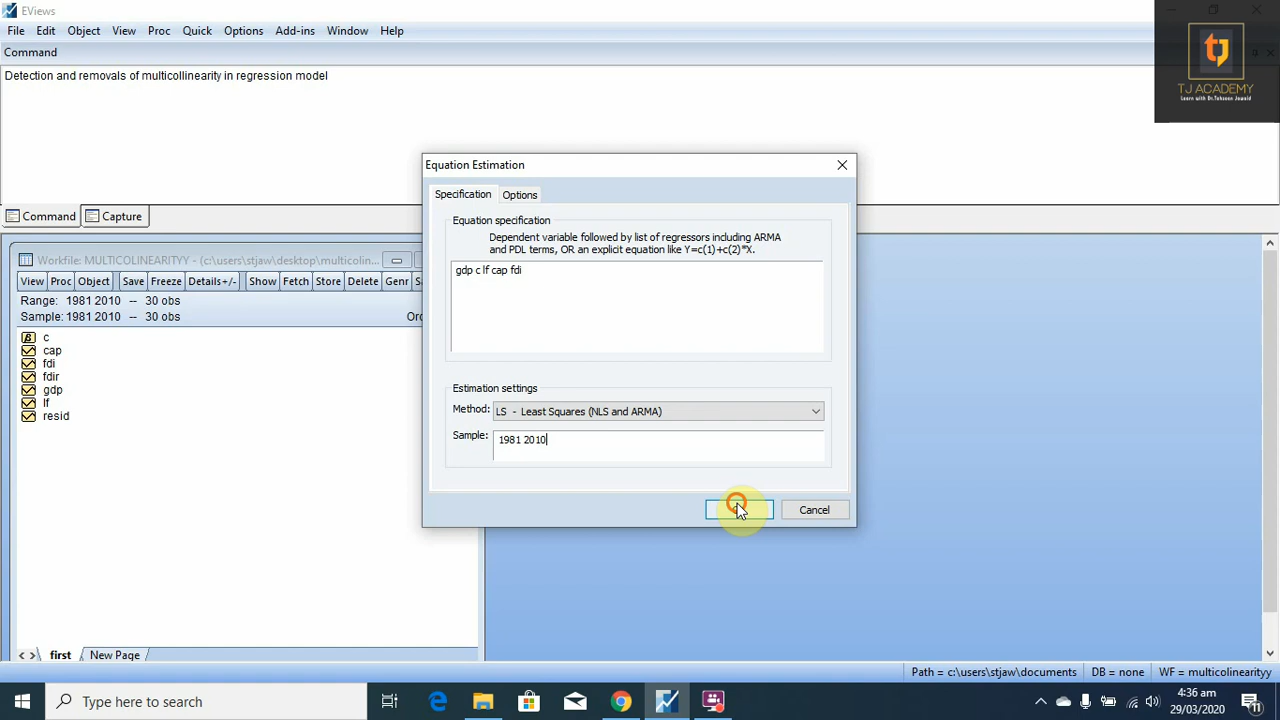 EViews
File Edit Object View Proc Quick Options Add-ins Window Help
Command
Detection and removals of multicollinearity in regression model
TJ ACADEMY
Learn with Dr.Tehseen Jawaid
Command Capture
Equation Estimation
Specification Options
Equation specification
Dependent variable followed by list of regressors including ARMA
and PDL terms, OR an explicit equation like Y=c(1)+c(2)*X.
gdp c lf cap fdi
Estimation settings
Method: LS - Least Squares (NLS and ARMA)
Sample: 1981 2010
Cancel
Workfile: MULTICOLINEARITYY - (c:\users\stjaw\desktop\multicolin...
View Proc Object Save Freeze Details+/- Show Fetch Store Delete Genr
Range: 1981 2010 -- 30 obs
Sample: 1981 2010 -- 30 obs
β c
cap
fdi
fdir
gdp
lf
resid
first New Page
Path = c:\users\stjaw\documents DB = none WF = multicolinearityy
Type here to search
4:36 am
29/03/2020
11